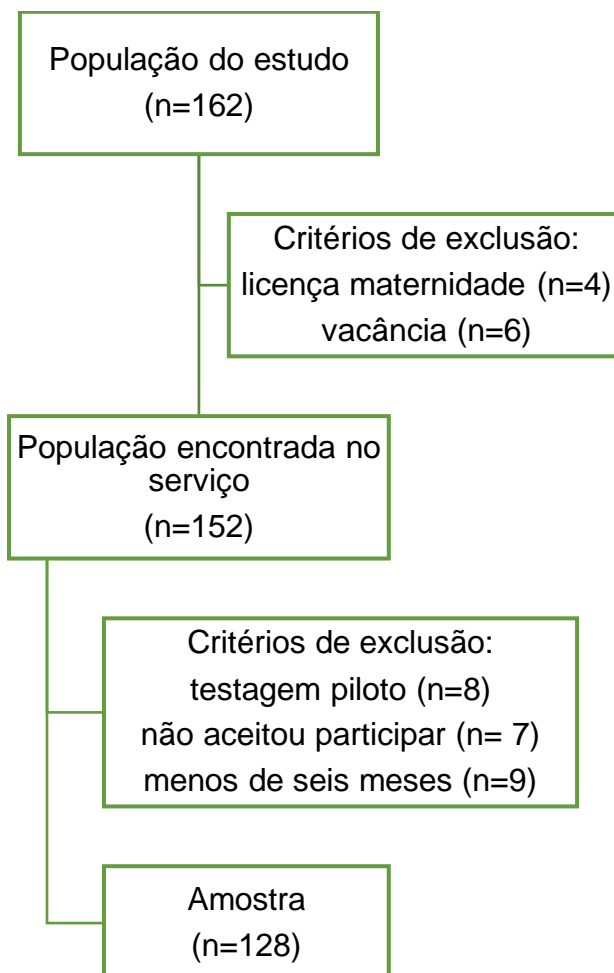 População do estudo
(n=162)
Critérios de exclusão:
licença maternidade (n=4)
vacância (n=6)
População encontrada no
serviço
(n=152)
Critérios de exclusão:
testagem piloto (n=8)
não aceitou participar (n= 7)
menos de seis meses (n=9)
Amostra
(n=128)